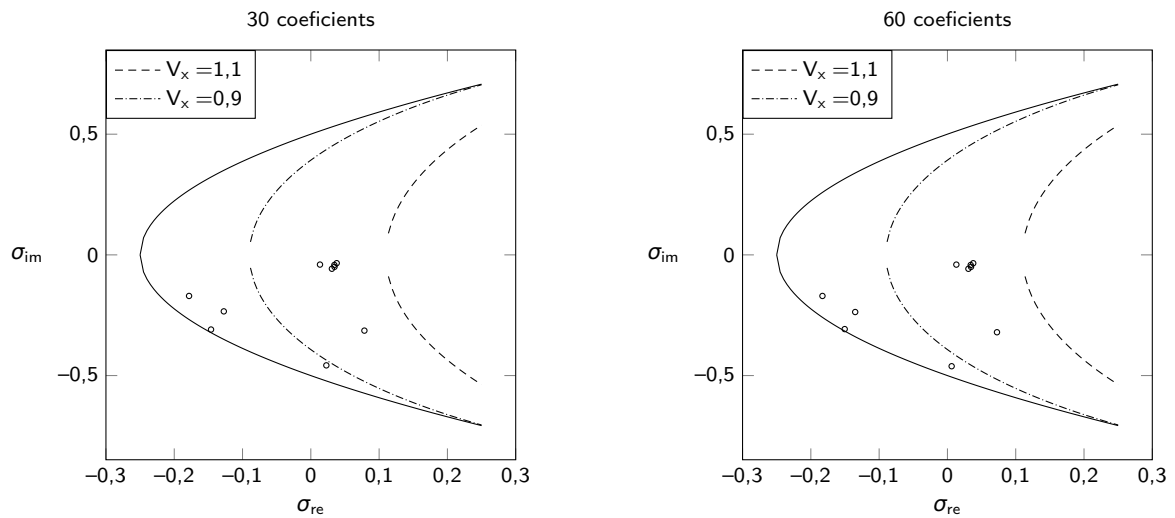 30 coeficients
V_x =1,1
V_x =0,9
0,5
0
−0,5
σ_im
−0,3 −0,2 −0,1 0 0,1 0,2 0,3
σ_re
60 coeficients
V_x =1,1
V_x =0,9
0,5
0
−0,5
σ_im
−0,3 −0,2 −0,1 0 0,1 0,2 0,3
σ_re